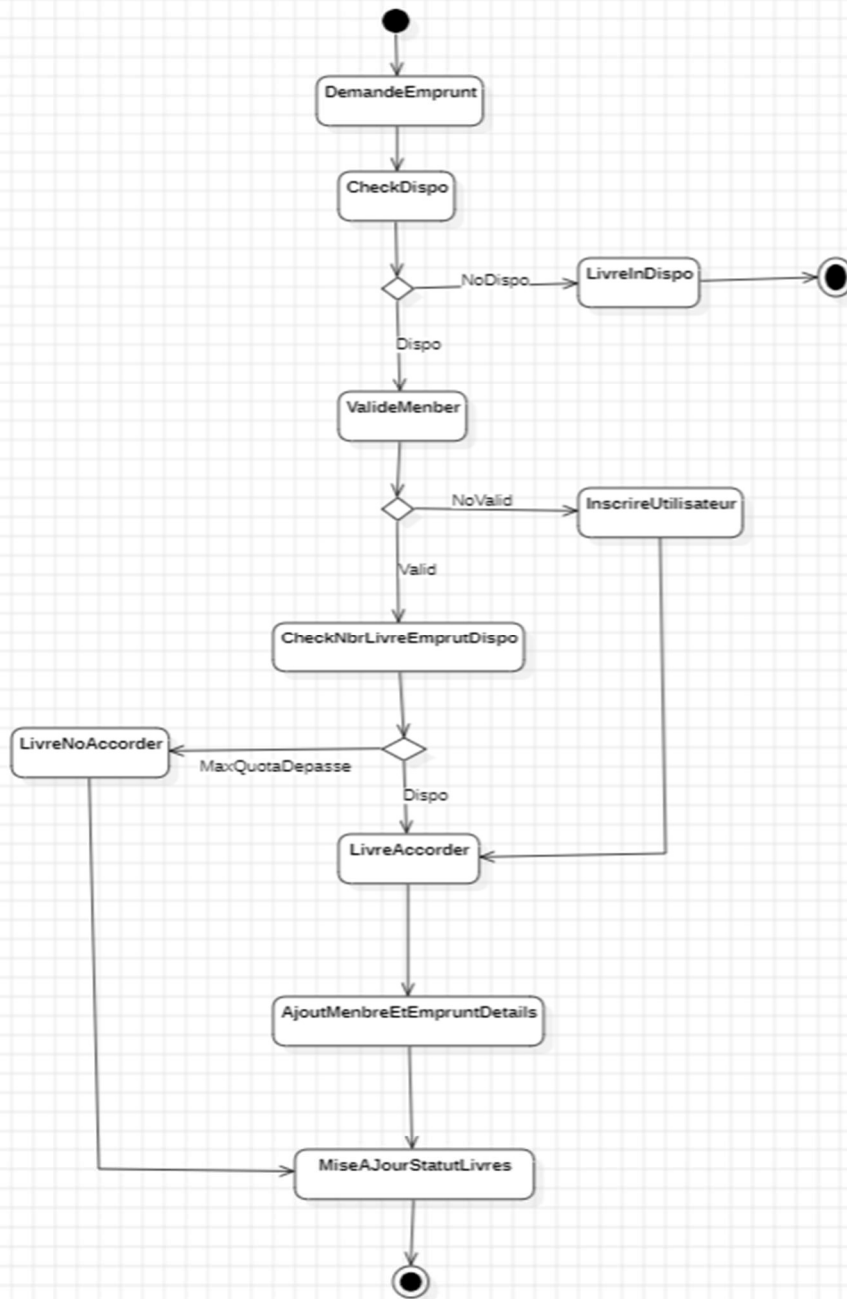 DemandeEmprunt
CheckDispo
NoDispo
LivreInDispo
Dispo
ValideMenber
NoValid
InscrireUtilisateur
Valid
CheckNbrLivreEmprutDispo
LivreNoAccorder
MaxQuotaDepasse
Dispo
LivreAccorder
AjoutMenbreEtEmpruntDetails
MiseAJourStatutLivres